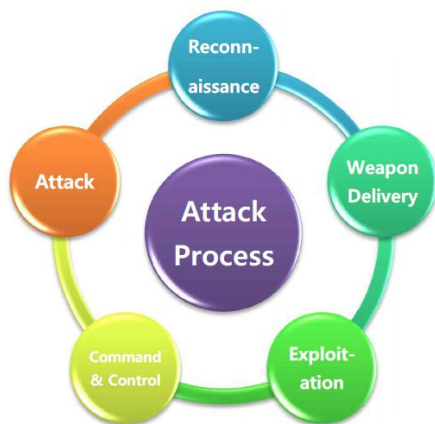 Reconn-
aissance
Weapon
Delivery
Exploit-
ation
Command
& Control
Attack
Attack
Process